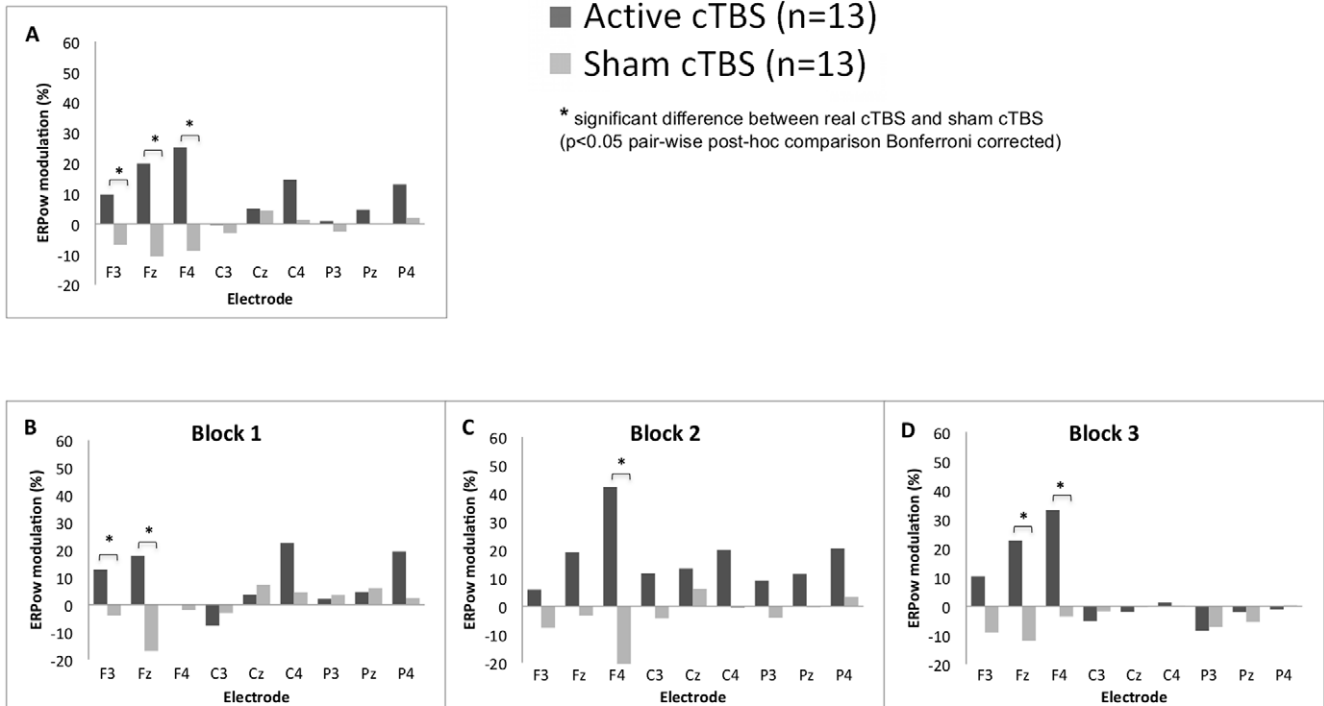 Active cTBS (n=13)
Sham cTBS (n=13)
* significant difference between real cTBS and sham cTBS
(p<0.05 pair-wise post-hoc comparison Bonferroni corrected)
A
ERPow modulation (%)
60
50
40
30
20
10
0
-10
-20
* * *
F3 Fz F4 C3 Cz C4 P3 Pz P4
Electrode
B
Block 1
ERPow modulation (%)
60
50
40
30
20
10
0
-10
-20
* *
F3 Fz F4 C3 Cz C4 P3 Pz P4
Electrode
C
Block 2
ERPow modulation (%)
60
50
40
30
20
10
0
-10
-20
*
F3 Fz F4 C3 Cz C4 P3 Pz P4
Electrode
D
Block 3
ERPow modulation (%)
60
50
40
30
20
10
0
-10
-20
* *
F3 Fz F4 C3 Cz C4 P3 Pz P4
Electrode